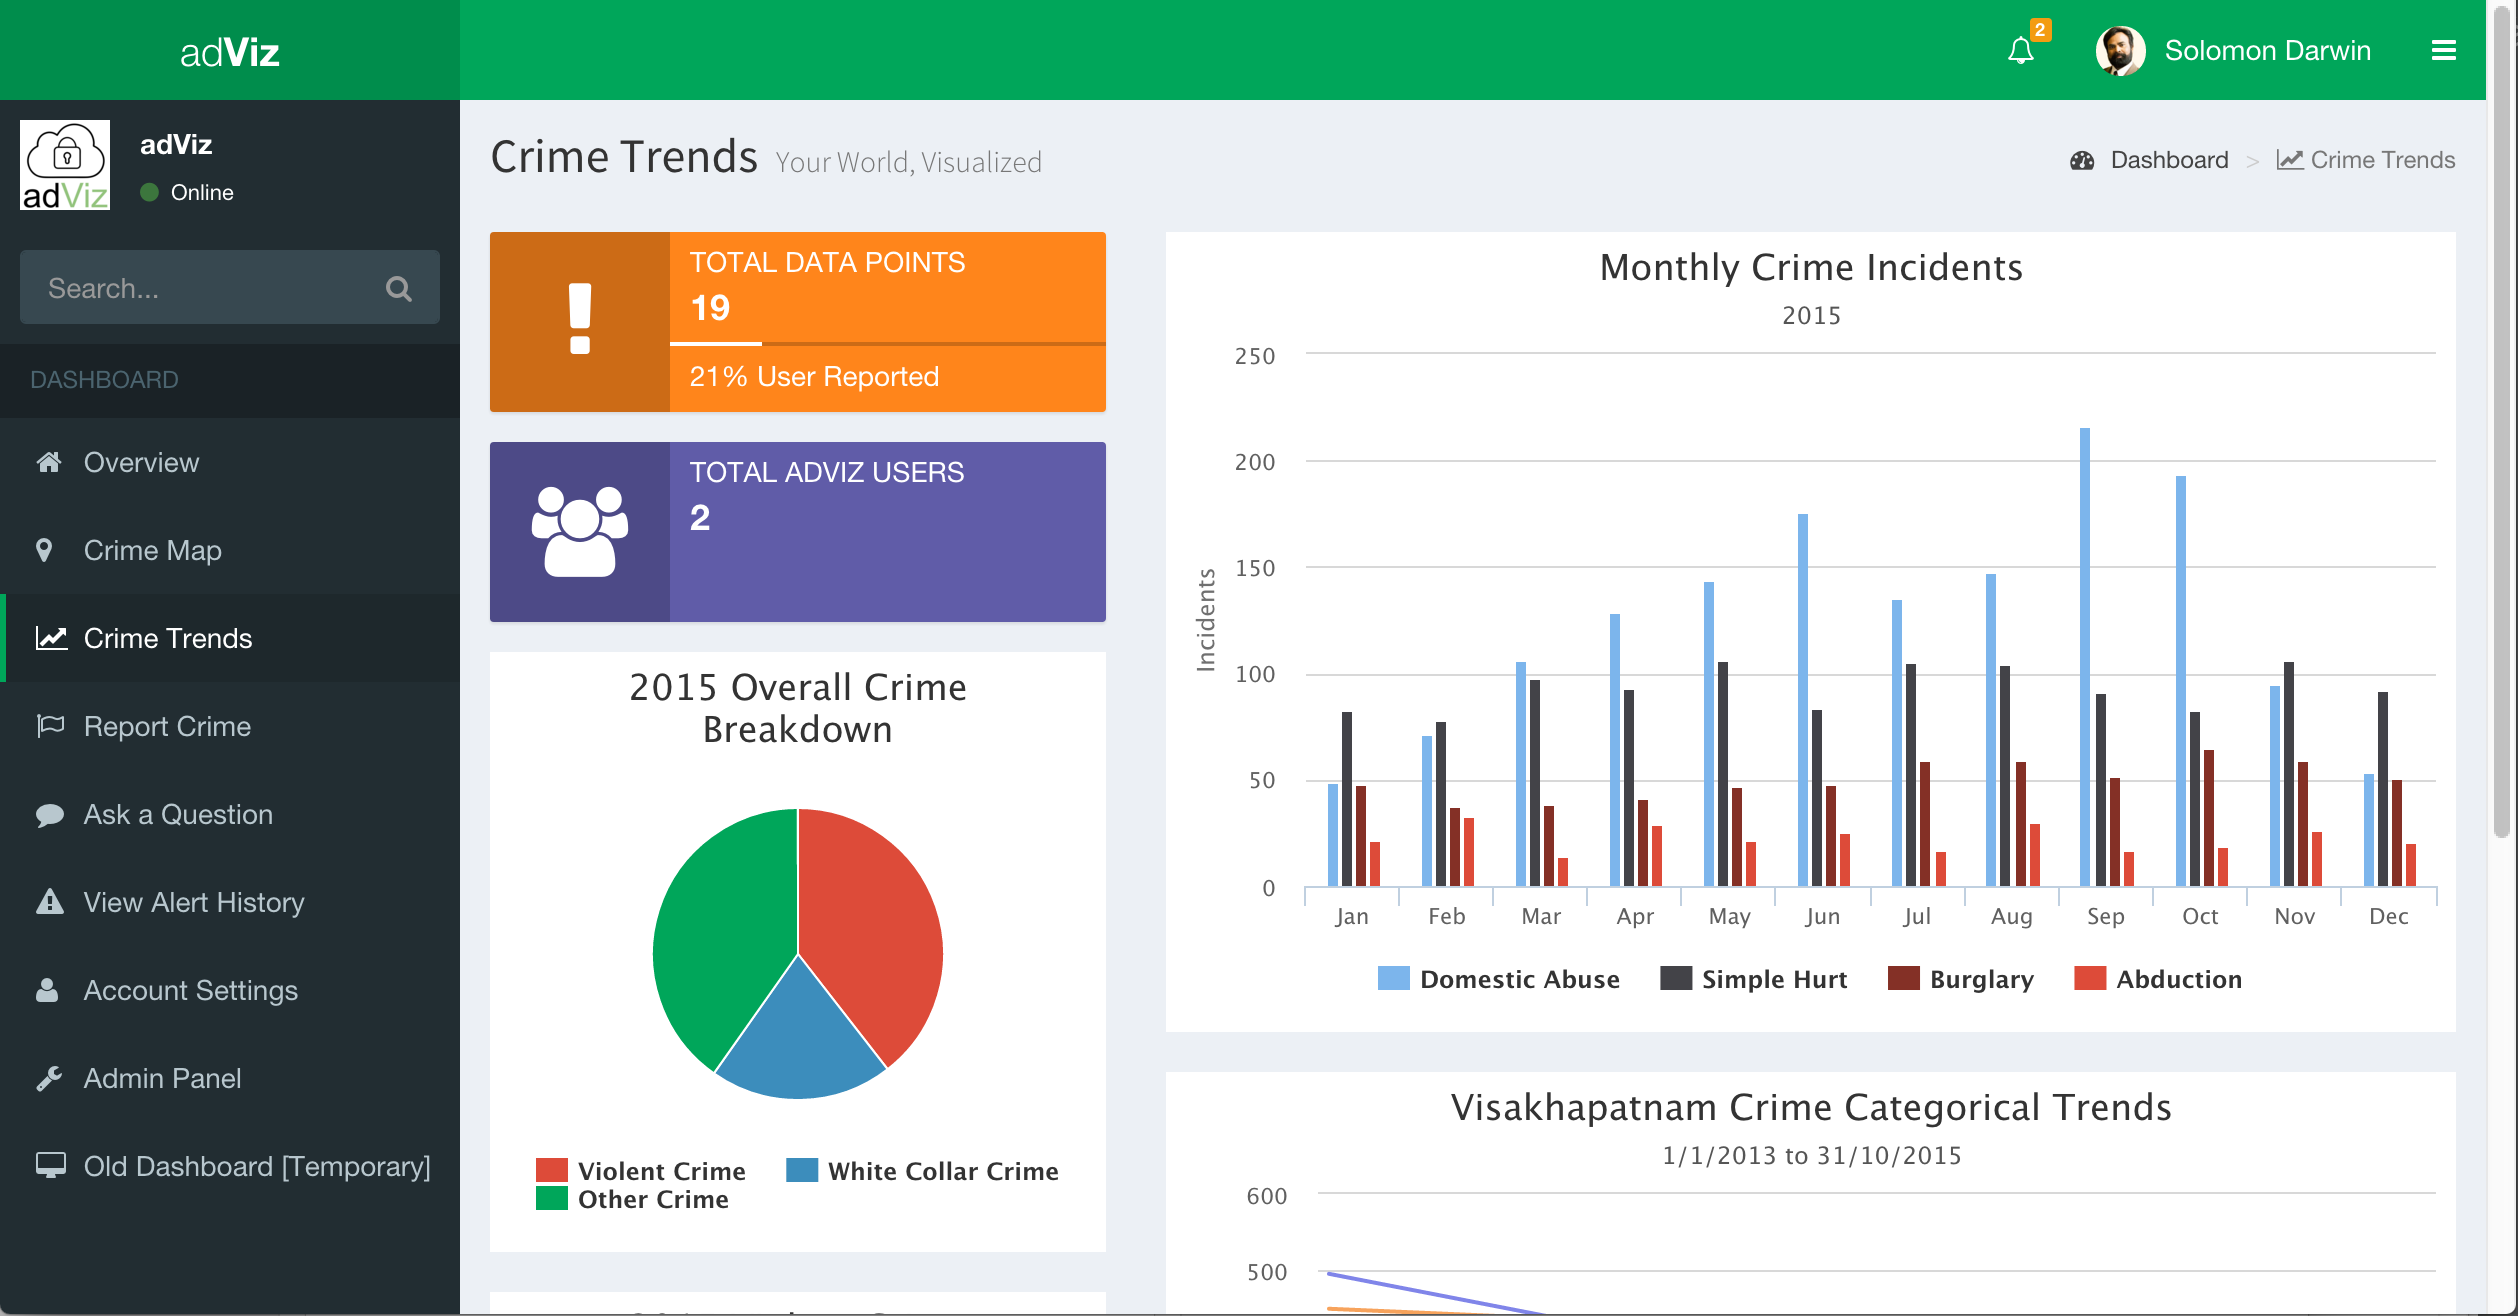 adViz
2
Solomon Darwin
adViz
adViz
Online
Search...
DASHBOARD
Overview
Crime Map
Crime Trends
Report Crime
Ask a Question
View Alert History
Account Settings
Admin Panel
Old Dashboard [Temporary]
Crime Trends Your World, Visualized
Dashboard > Crime Trends
TOTAL DATA POINTS
19
21% User Reported
TOTAL ADVIZ USERS
2
2015 Overall Crime
Breakdown
Violent Crime White Collar Crime
Other Crime
Monthly Crime Incidents
2015
Incidents
250
200
150
100
50
0
Jan Feb Mar Apr May Jun Jul Aug Sep Oct Nov Dec
Domestic Abuse Simple Hurt Burglary Abduction
Visakhapatnam Crime Categorical Trends
1/1/2013 to 31/10/2015
600
500